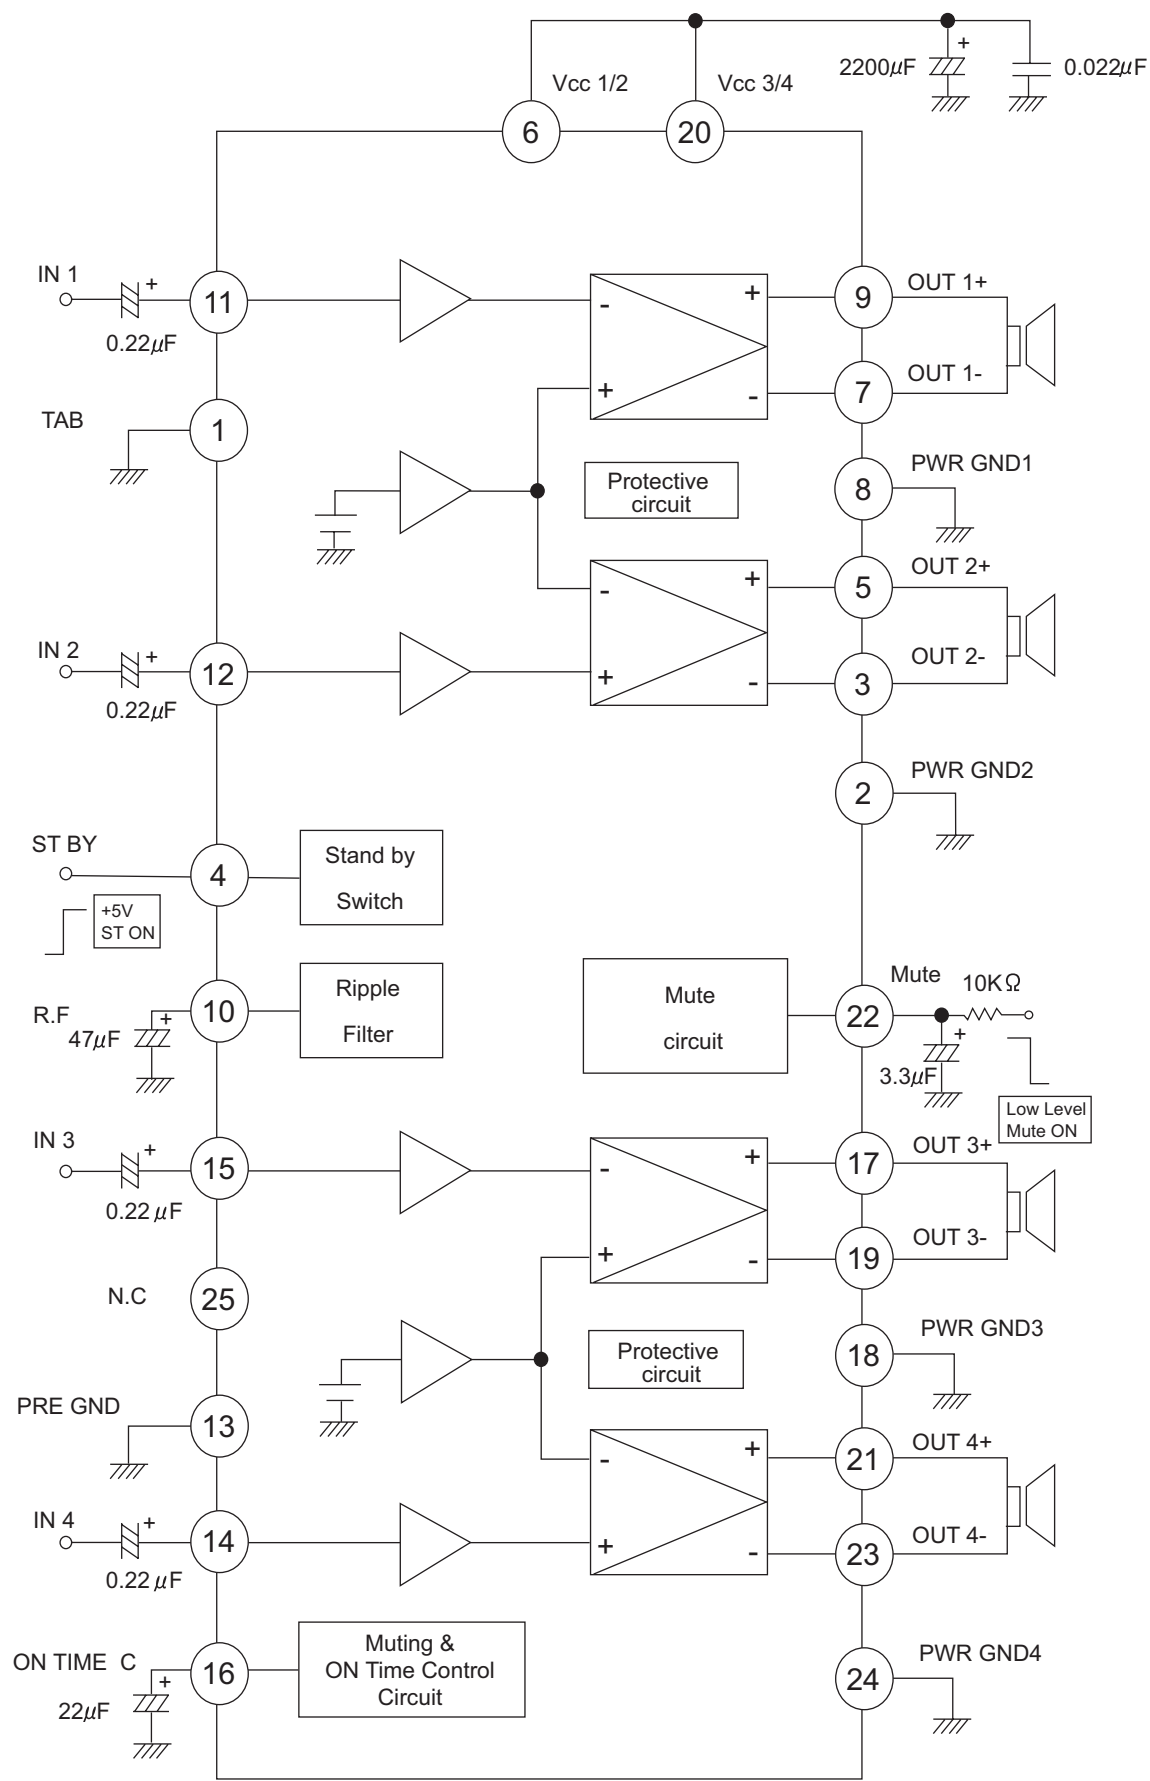 +
2200μF
0.022μF
Vcc 1/2
Vcc 3/4
6
20
IN 1
+
11
0.22μF
-
+
+
-
9
OUT 1+
7
OUT 1-
TAB
1
Protective
circuit
8
PWR GND1
-
+
+
-
5
OUT 2+
3
OUT 2-
IN 2
+
12
0.22μF
2
PWR GND2
ST BY
4
Stand by
Switch
+5V
ST ON
R.F
+
47μF
10
Ripple
Filter
Mute
circuit
22
Mute
10KΩ
+
3.3μF
Low Level
Mute ON
IN 3
+
15
0.22 μF
-
+
+
-
17
OUT 3+
19
OUT 3-
N.C
25
Protective
circuit
18
PWR GND3
PRE GND
13
-
+
+
-
21
OUT 4+
23
OUT 4-
IN 4
+
14
0.22 μF
ON TIME C
+
22μF
16
Muting &
ON Time Control
Circuit
24
PWR GND4